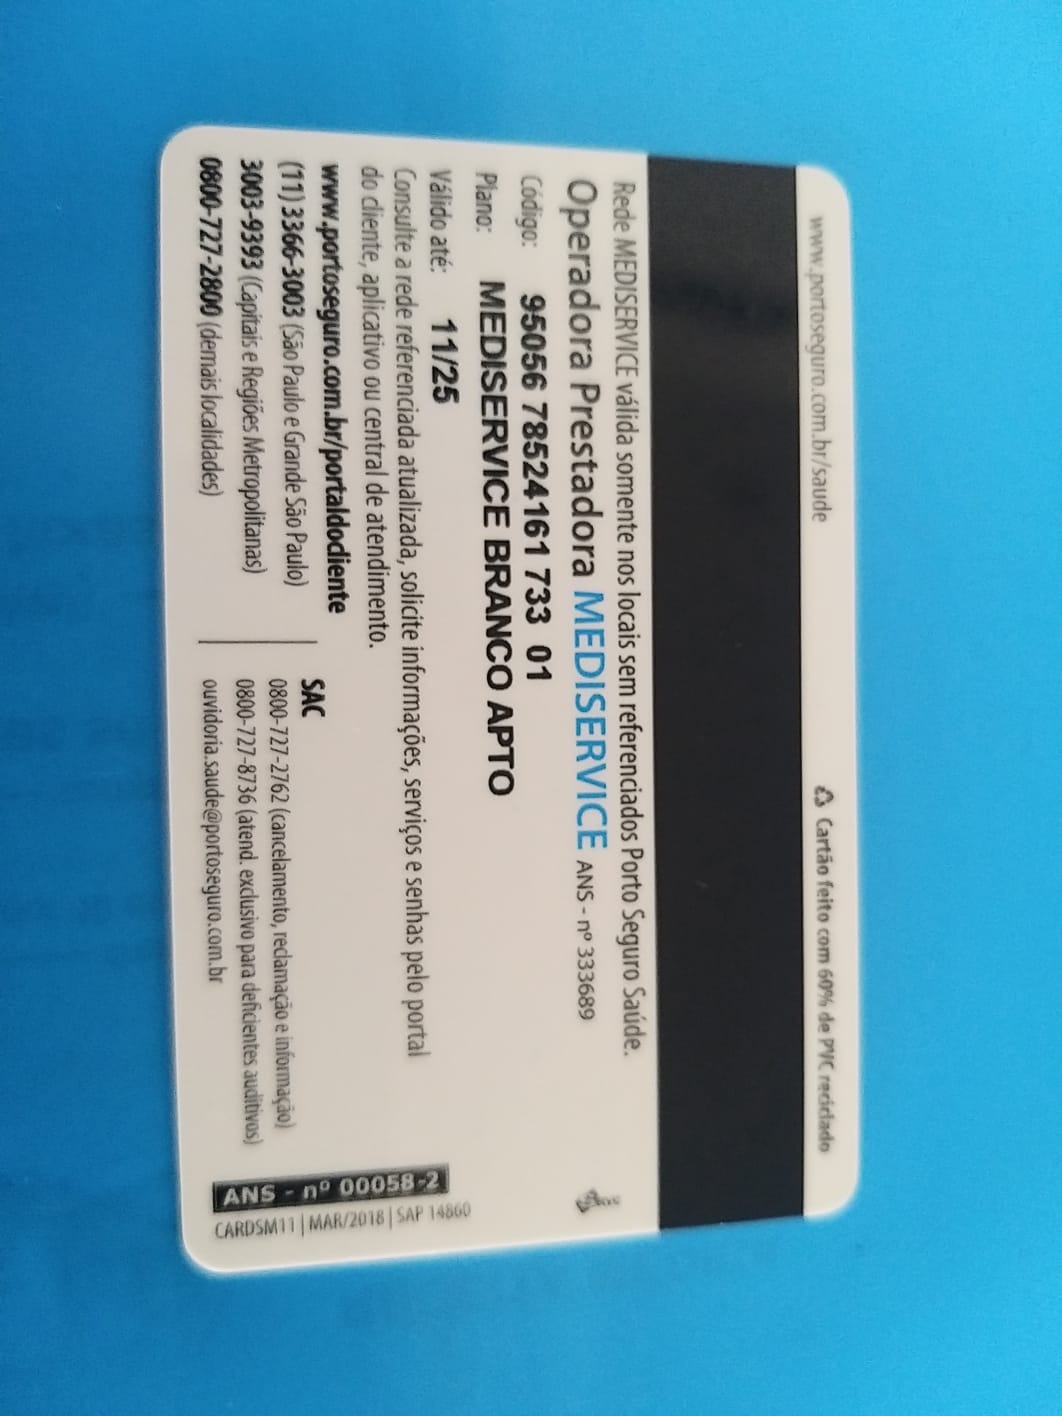 www.portoseguro.com.br/saude
Cartão feito com 60% de PVC reciclado
Rede MEDISERVICE válida somente nos locais sem referenciados Porto Seguro Saúde.
Operadora Prestadora MEDISERVICE ANS - nº 333689
Código: 95056 78524161 733 01
Plano: MEDISERVICE BRANCO APTO
Válido até: 11/25
Consulte a rede referenciada atualizada, solicite informações, serviços e senhas pelo portal
do cliente, aplicativo ou central de atendimento.
www.portoseguro.com.br/portaldocliente
(11) 3366-3003 (São Paulo e Grande São Paulo)
3003-9393 (Capitais e Regiões Metropolitanas)
0800-727-2800 (demais localidades)
SAC
0800-727-2762 (cancelamento, reclamação e informação)
0800-727-8736 (atend. exclusivo para deficientes auditivos)
ouvidoria.saude@portoseguro.com.br
ANS - nº 00058-2
CARDSM11 | MAR/2018 | SAP 14860